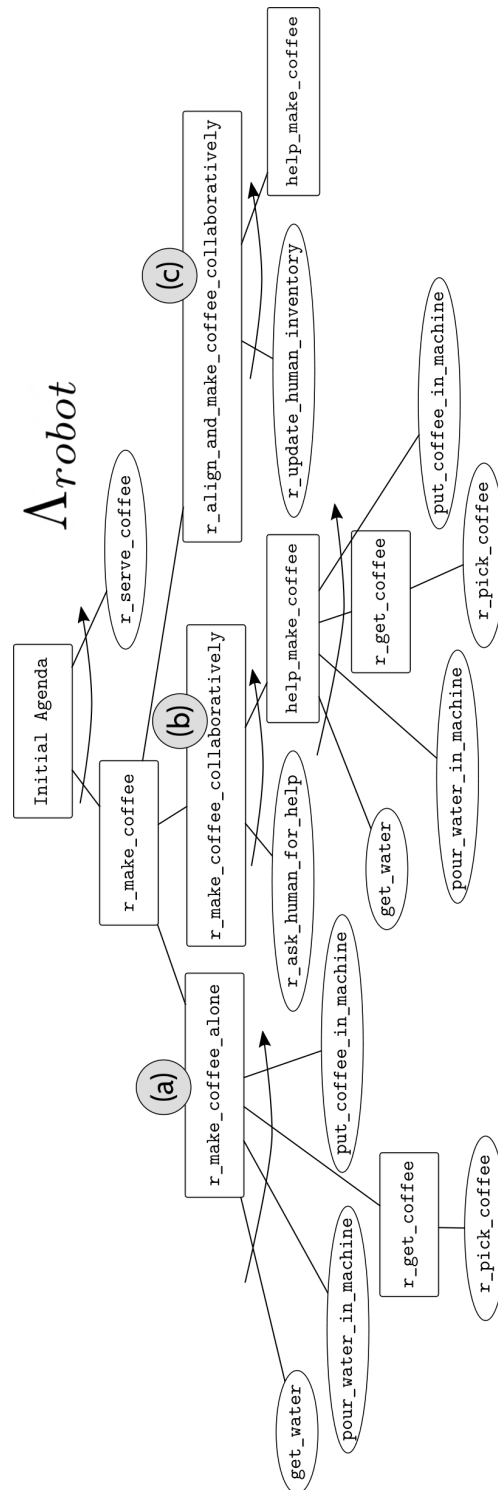 Λrobot
Initial Agenda
r_serve_coffee
r_make_coffee
(a)
(b)
(c)
r_make_coffee_alone
r_make_coffee_collaboratively
r_align_and_make_coffee_collaboratively
get_water
pour_water_in_machine
put_coffee_in_machine
r_ask_human_for_help
help_make_coffee
r_update_human_inventory
help_make_coffee
r_get_coffee
r_pick_coffee
get_water
pour_water_in_machine
r_get_coffee
put_coffee_in_machine
r_pick_coffee